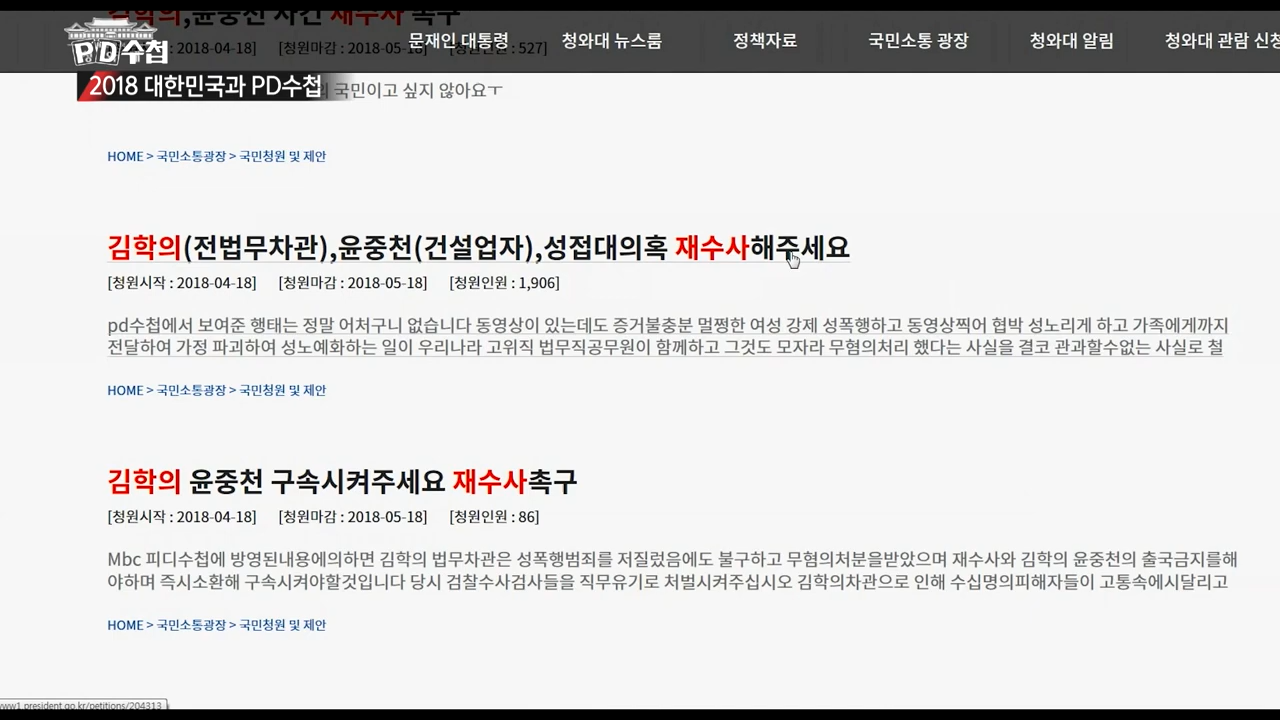 김학의,윤중천 사건 재수사 촉구
: 2018-04-18] [청원마감 : 2018-05-18] [청원인원 : 527]
문재인 대통령 청와대 뉴스룸 정책자료 국민소통 광장 청와대 알림 청와대 관람 신청
PD수첩
2018 대한민국과 PD수첩
국민이고 싶지 않아요ㅜ
HOME > 국민소통광장 > 국민청원 및 제안
김학의(전법무차관),윤중천(건설업자),성접대의혹 재수사해주세요
[청원시작 : 2018-04-18] [청원마감 : 2018-05-18] [청원인원 : 1,906]
pd수첩에서 보여준 행태는 정말 어처구니 없습니다 동영상이 있는데도 증거불충분 멀쩡한 여성 강제 성폭행하고 동영상찍어 협박 성노리게 하고 가족에게까지
전달하여 가정 파괴하여 성노예화하는 일이 우리나라 고위직 법무직공무원이 함께하고 그것도 모자라 무혐의처리 했다는 사실을 결코 관과할수없는 사실로 철
HOME > 국민소통광장 > 국민청원 및 제안
김학의 윤중천 구속시켜주세요 재수사촉구
[청원시작 : 2018-04-18] [청원마감 : 2018-05-18] [청원인원 : 86]
Mbc 피디수첩에 방영된내용에의하면 김학의 법무차관은 성폭행범죄를 저질렀음에도 불구하고 무혐의처분을받았으며 재수사와 김학의 윤중천의 출국금지를해
야하며 즉시소환해 구속시켜야할것입니다 당시 검찰수사검사들을 직무유기로 처벌시켜주십시오 김학의차관으로 인해 수십명의피해자들이 고통속에시달리고
HOME > 국민소통광장 > 국민청원 및 제안
www1.president.go.kr/petitions/204313